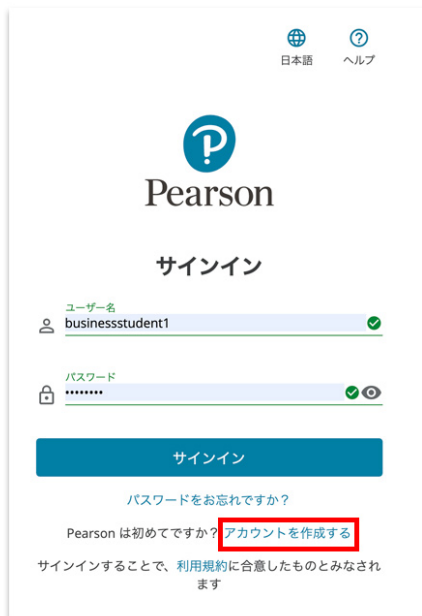 日本語 ヘルプ
Pearson
サインイン
ユーザー名
businessstudent1
パスワード
••••••••
サインイン
パスワードをお忘れですか？
Pearson は初めてですか？ アカウントを作成する
サインインすることで、利用規約に合意したものとみなされ
ます